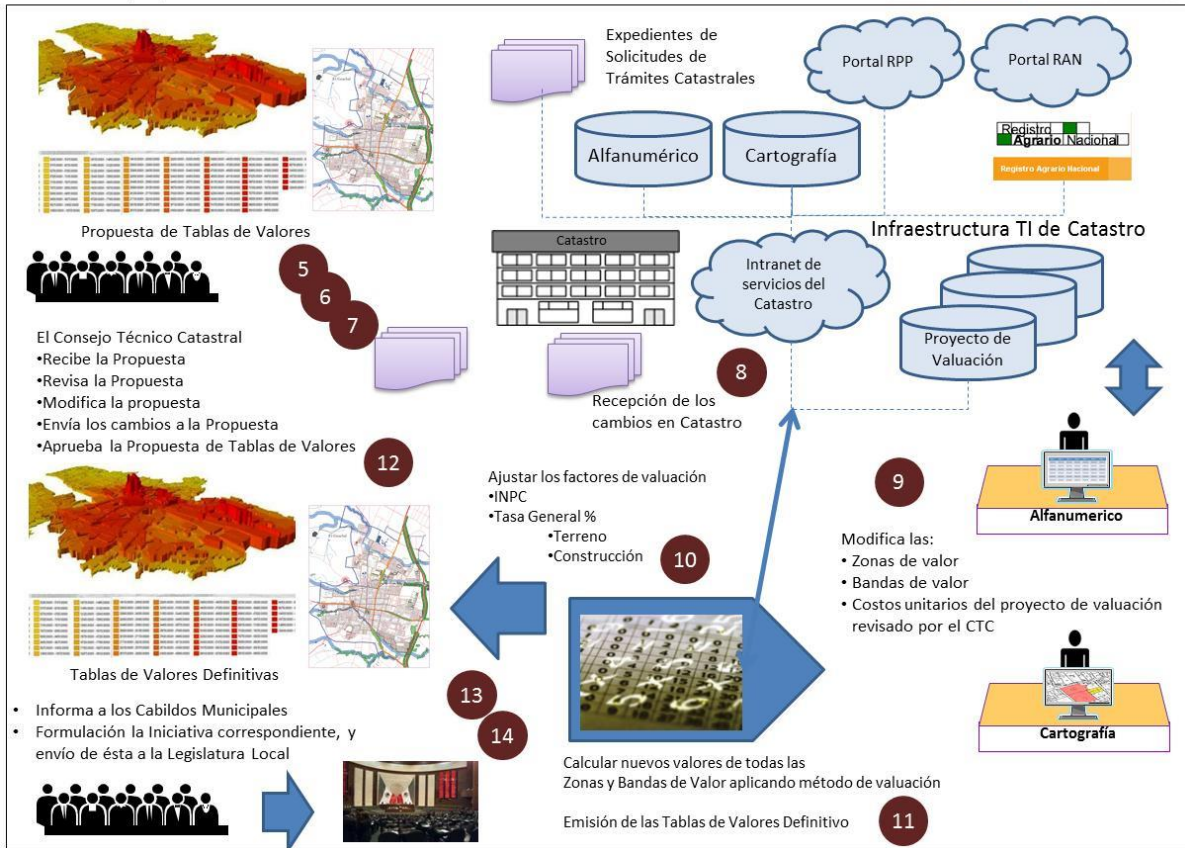 Expedientes de
Solicitudes de
Trámites Catastrales
Portal RPP
Portal RAN
Alfanumérico
Cartografía
Registro
Agrario Nacional
Registro Agrario Nacional
Propuesta de Tablas de Valores
Infraestructura TI de Catastro
Catastro
Intranet de
servicios del
Catastro
Proyecto de
Valuación
5
6
7
8
El Consejo Técnico Catastral
•Recibe la Propuesta
•Revisa la Propuesta
•Modifica la propuesta
•Envía los cambios a la Propuesta
•Aprueba la Propuesta de Tablas de Valores
12
Recepción de los
cambios en Catastro
Ajustar los factores de valuación
•INPC
•Tasa General %
•Terreno
•Construcción
10
9
Alfanumerico
Modifica las:
• Zonas de valor
• Bandas de valor
• Costos unitarios del proyecto de valuación
revisado por el CTC
Cartografía
Tablas de Valores Definitivas
13
14
• Informa a los Cabildos Municipales
• Formulación la Iniciativa correspondiente, y
envío de ésta a la Legislatura Local
Calcular nuevos valores de todas las
Zonas y Bandas de Valor aplicando método de valuación
Emisión de las Tablas de Valores Definitivo
11